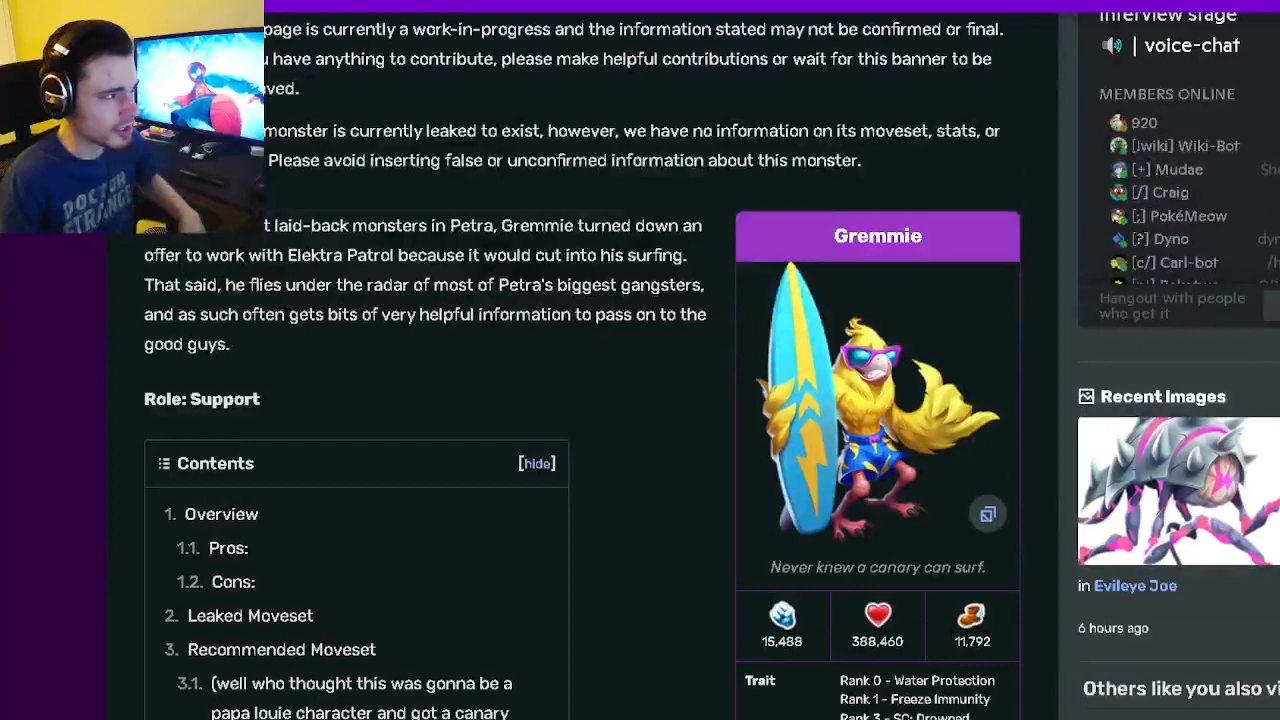 page is currently a work-in-progress and the information stated may not be confirmed or final.
have anything to contribute, please make helpful contributions or wait for this banner to be
monster is currently leaked to exist, however, we have no information on its moveset, stats, or
Please avoid inserting false or unconfirmed information about this monster.
laid-back monsters in Petra, Gremmie turned down an
offer to work with Elektra Patrol because it would cut into his surfing.
That said, he flies under the radar of most of Petra's biggest gangsters,
and as such often gets bits of very helpful information to pass on to the
good guys.
Role: Support
Contents [hide]
1. Overview
1.1. Pros:
1.2. Cons:
2. Leaked Moveset
3. Recommended Moveset
3.1. (well who thought this was gonna be a
papa louie character and got a canary
Gremmie
Never knew a canary can surf.
15,488 388,460 11,792
Trait
Rank 0 - Water Protection
Rank 1 - Freeze Immunity
Rank 3 - SC: Drowned
interview stage
| voice-chat
MEMBERS ONLINE
920
[!wiki] Wiki-Bot
[+] Mudae
[/] Craig
[;] PokéMeow
[?] Dyno
[c/] Carl-bot
Hangout with people
who get it
Recent Images
in Evileye Joe
6 hours ago
Others like you also vi
DOCTOR
STRANGE